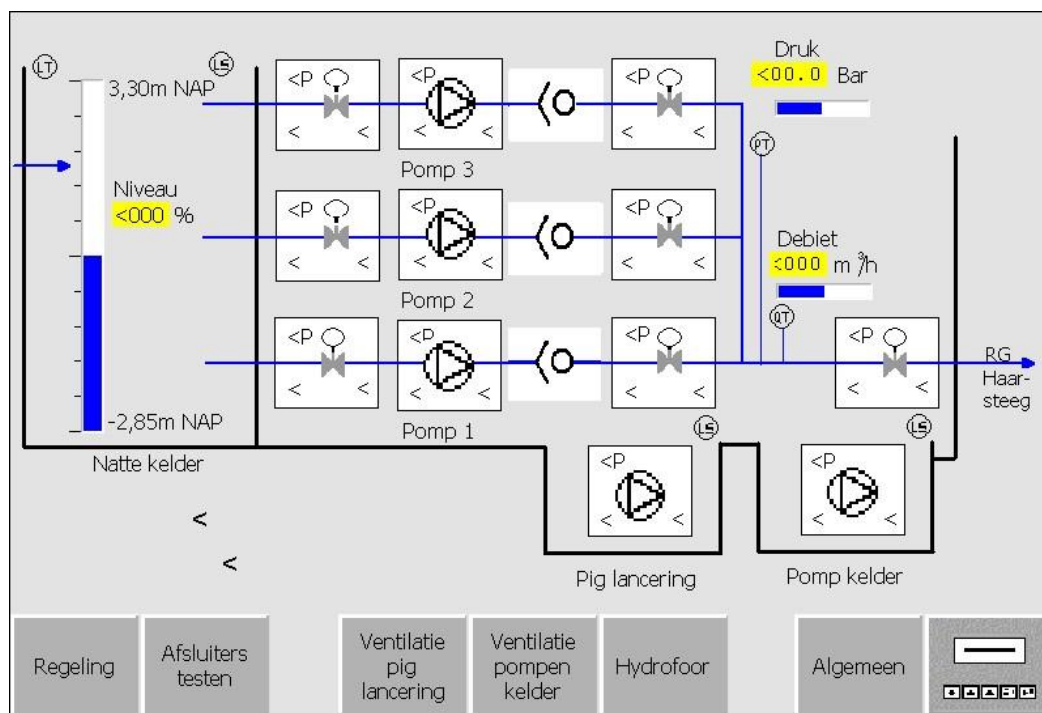 LT
3,30m NAP
LS
<P
<P
<P
Druk
<00.0 Bar
< <
< <
< <
Pomp 3
PT
Niveau
<000 %
<P
<P
<P
< <
< <
< <
Pomp 2
Debiet
<000 m³/h
QT
<P
<P
<P
<P
< <
< <
< <
< <
RG
Haar-
steeg
-2,85m NAP
Pomp 1
LS
LS
Natte kelder
<P
<P
< <
< <
<
<
Pig lancering
Pomp kelder
Regeling
Afsluiters
testen
Ventilatie
pig
lancering
Ventilatie
pompen
kelder
Hydrofoor
Algemeen